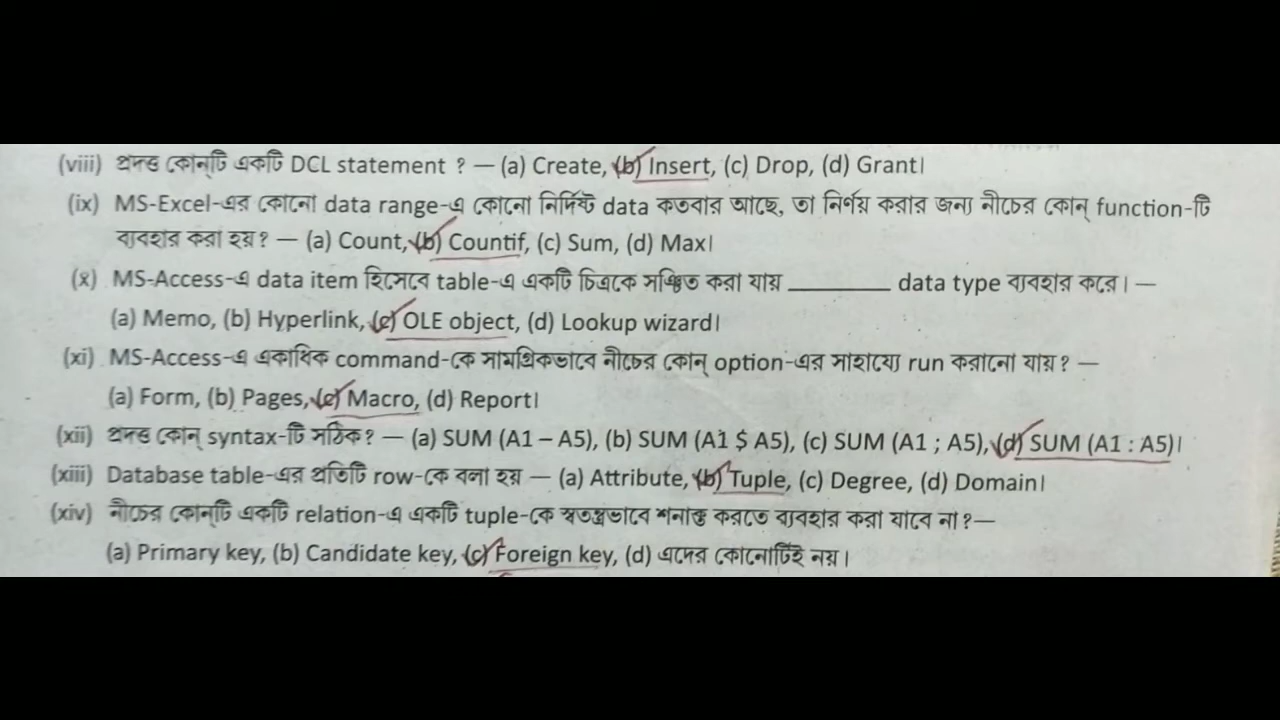 (viii) প্রদত্ত কোন্‌টি একটি DCL statement ? — (a) Create, (b) Insert, (c) Drop, (d) Grant।
(ix) MS-Excel-এর কোনো data range-এ কোনো নির্দিষ্ট data কতবার আছে, তা নির্ণয় করার জন্য নীচের কোন্ function-টি
ব্যবহার করা হয়? — (a) Count, (b) Countif, (c) Sum, (d) Max।
(x) MS-Access-এ data item হিসেবে table-এ একটি চিত্রকে সঞ্চিত করা যায় ________ data type ব্যবহার করে। —
(a) Memo, (b) Hyperlink, (c) OLE object, (d) Lookup wizard।
(xi) MS-Access-এ একাধিক command-কে সামগ্রিকভাবে নীচের কোন্ option-এর সাহায্যে run করানো যায়? —
(a) Form, (b) Pages, (c) Macro, (d) Report।
(xii) প্রদত্ত কোন্ syntax-টি সঠিক? — (a) SUM (A1 – A5), (b) SUM (A1 $ A5), (c) SUM (A1 ; A5), (d) SUM (A1 : A5)।
(xiii) Database table-এর প্রতিটি row-কে বলা হয় — (a) Attribute, (b) Tuple, (c) Degree, (d) Domain।
(xiv) নীচের কোন্‌টি একটি relation-এ একটি tuple-কে স্বতন্ত্রভাবে শনাক্ত করতে ব্যবহার করা যাবে না?—
(a) Primary key, (b) Candidate key, (c) Foreign key, (d) এদের কোনোটিই নয়।